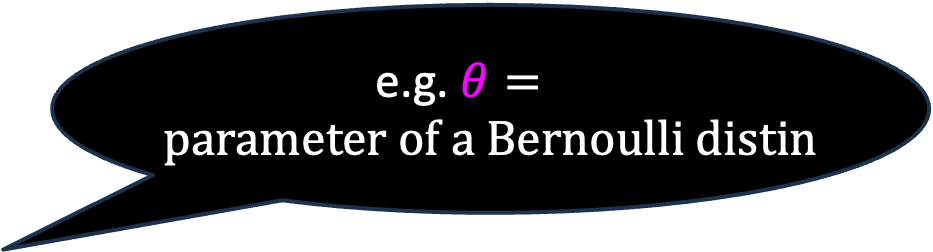 e.g. θ =
parameter of a Bernoulli distin